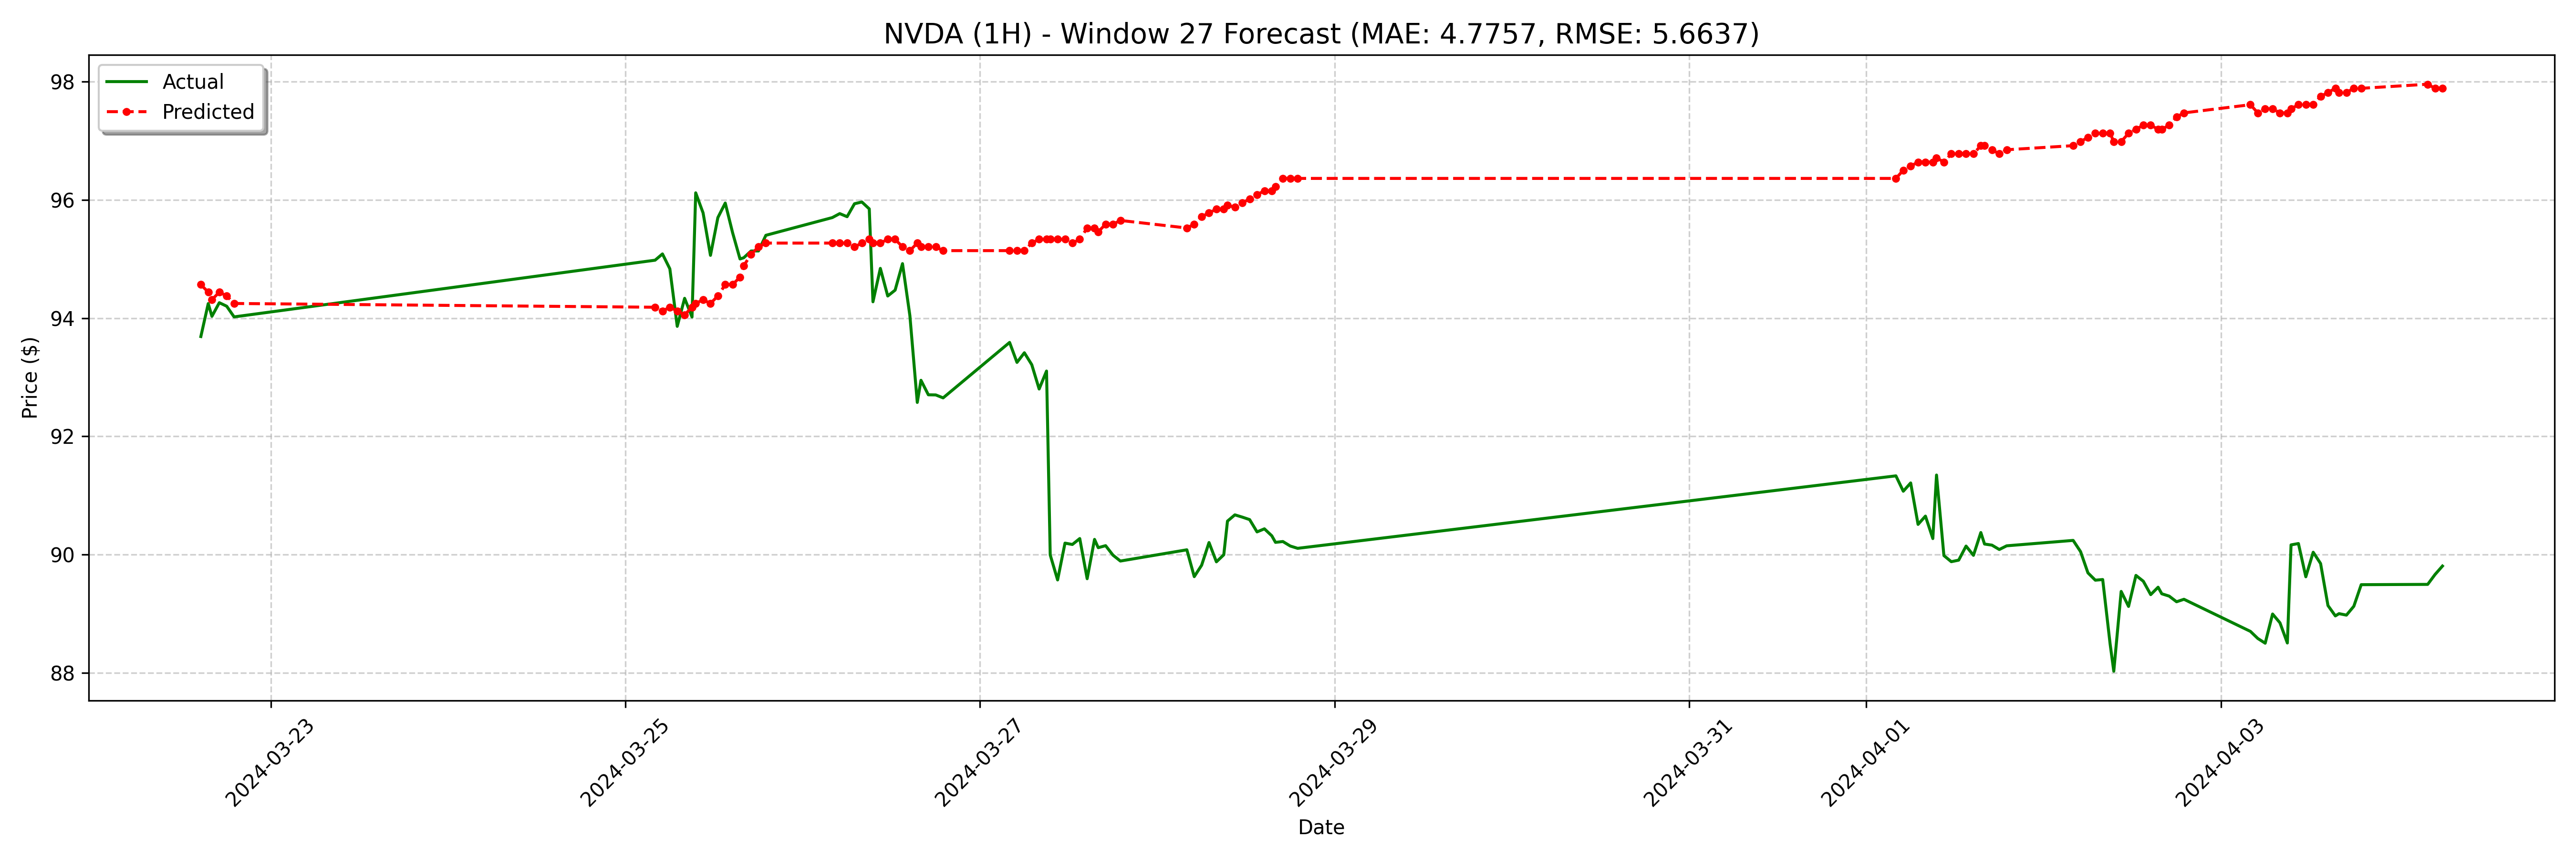 NVDA (1H) - Window 27 Forecast (MAE: 4.7757, RMSE: 5.6637)
Actual
Predicted
98
96
94
92
90
88
Price ($)
2024-03-23
2024-03-25
2024-03-27
2024-03-29
2024-03-31
2024-04-01
2024-04-03
Date